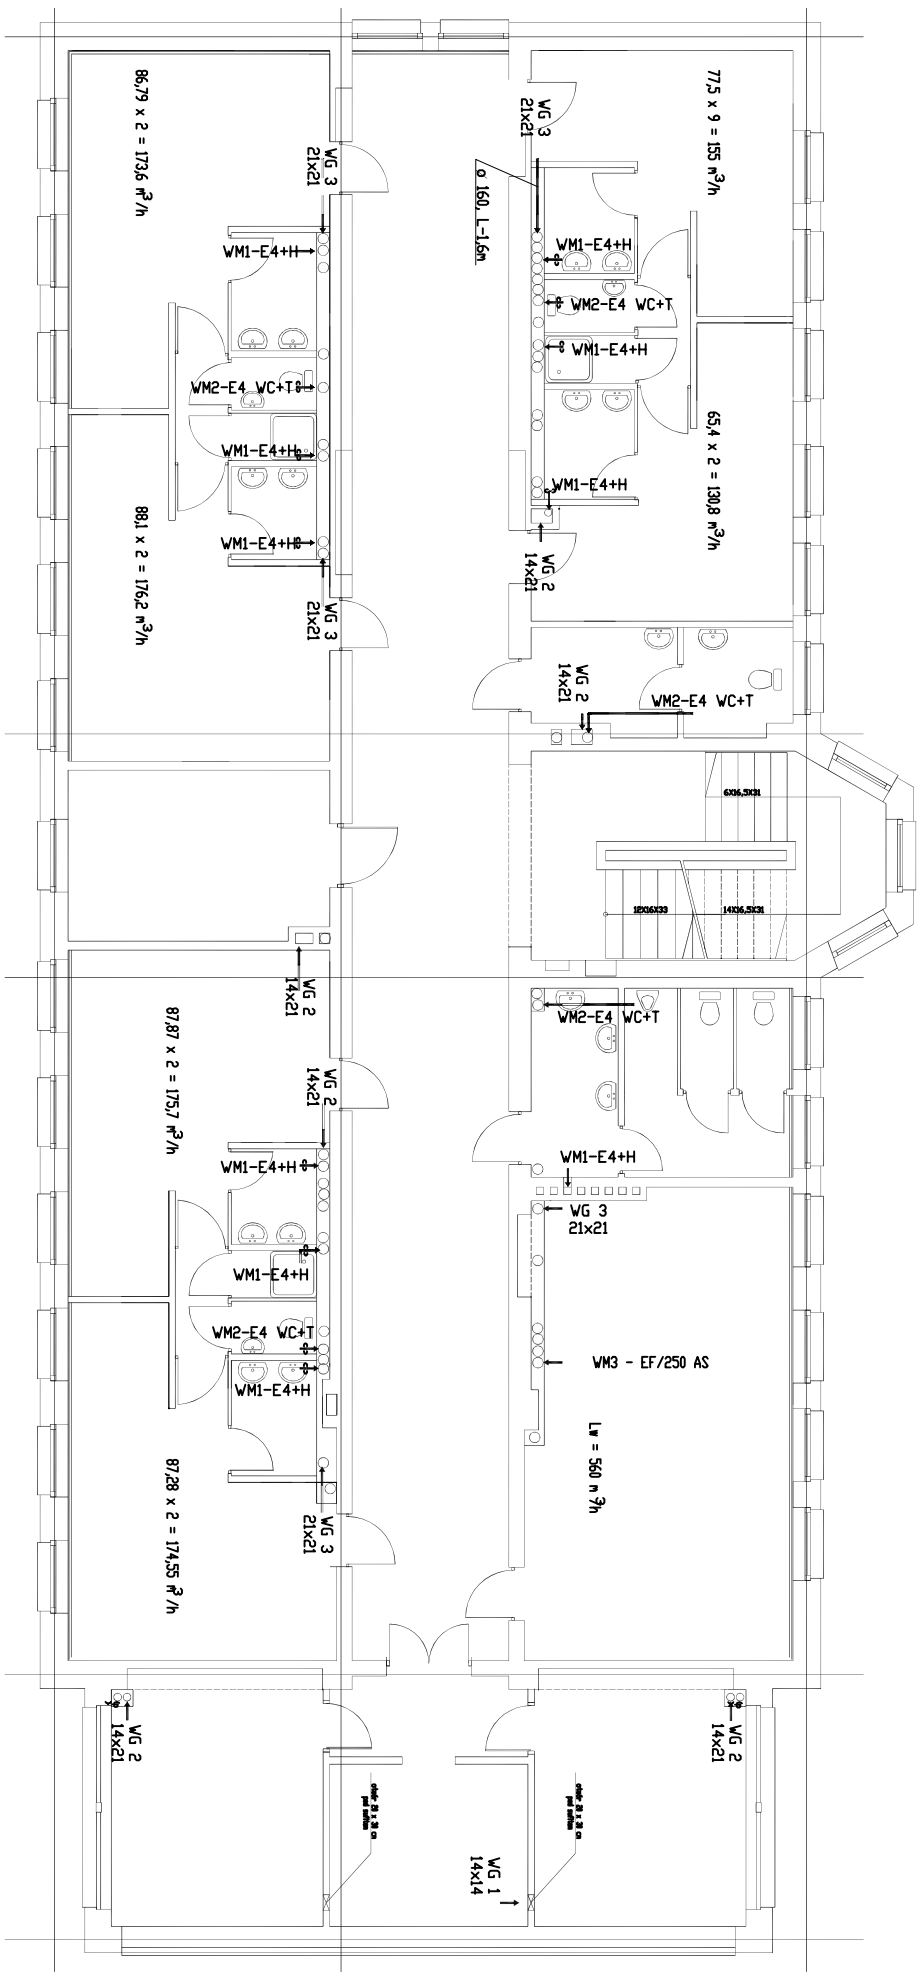 86,79 x 2 = 173,6 m3/h
WG 3
21x21
77,5 x 9 = 155 m3/h
WG 3
21x21
ø 160, L-1,6m
WM1-E4+H
WM1-E4+H
WM2-E4 WC+T
WM1-E4+H
WM2-E4 WC+T
WM1-E4+H
WM1-E4+H
WM1-E4+H
65,4 x 2 = 130,8 m3/h
88,1 x 2 = 176,2 m3/h
WG 3
21x21
WG 2
14x21
WG 2
14x21
WM2-E4 WC+T
6X16,5X31
12X16X33
14X16,5X31
WG 2
14x21
WM2-E4 WC+T
87,87 x 2 = 175,7 m3/h
WG 2
14x21
WM1-E4+H
WM1-E4+H
WG 3
21x21
WM1-E4+H
WM2-E4 WC+T
WM1-E4+H
WM3 - EF/250 AS
Lw = 560 m3/h
87,28 x 2 = 174,55 m3/h
WG 3
21x21
WG 2
14x21
WG 2
14x21
WG 1
14x14